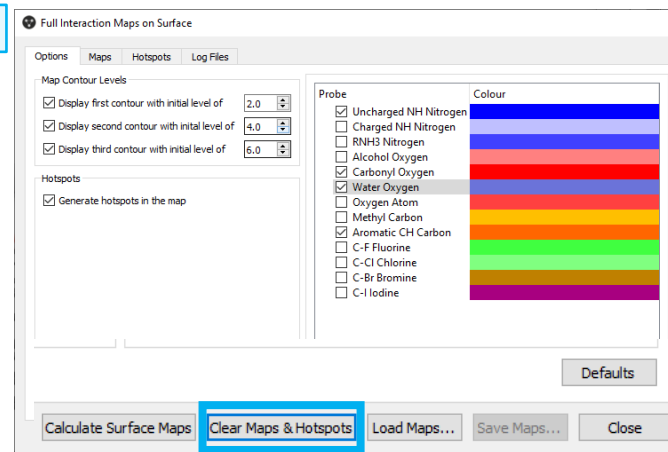 Full Interaction Maps on Surface
Options Maps Hotspots Log Files
Map Contour Levels
Display first contour with initial level of 2.0
Display second contour with inital level of 4.0
Display third contour with initial level of 6.0
Hotspots
Generate hotspots in the map
Probe Colour
Uncharged NH Nitrogen
Charged NH Nitrogen
RNH3 Nitrogen
Alcohol Oxygen
Carbonyl Oxygen
Water Oxygen
Oxygen Atom
Methyl Carbon
Aromatic CH Carbon
C-F Fluorine
C-Cl Chlorine
C-Br Bromine
C-I Iodine
Defaults
Calculate Surface Maps Clear Maps & Hotspots Load Maps... Save Maps... Close